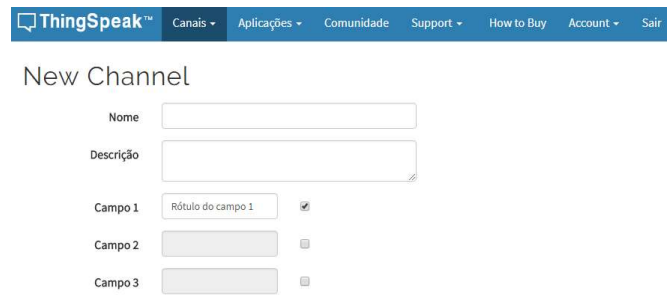 ThingSpeak™ Canais Aplicações Comunidade Support How to Buy Account Sair
New Channel
Nome
Descrição
Campo 1 Rótulo do campo 1
Campo 2
Campo 3